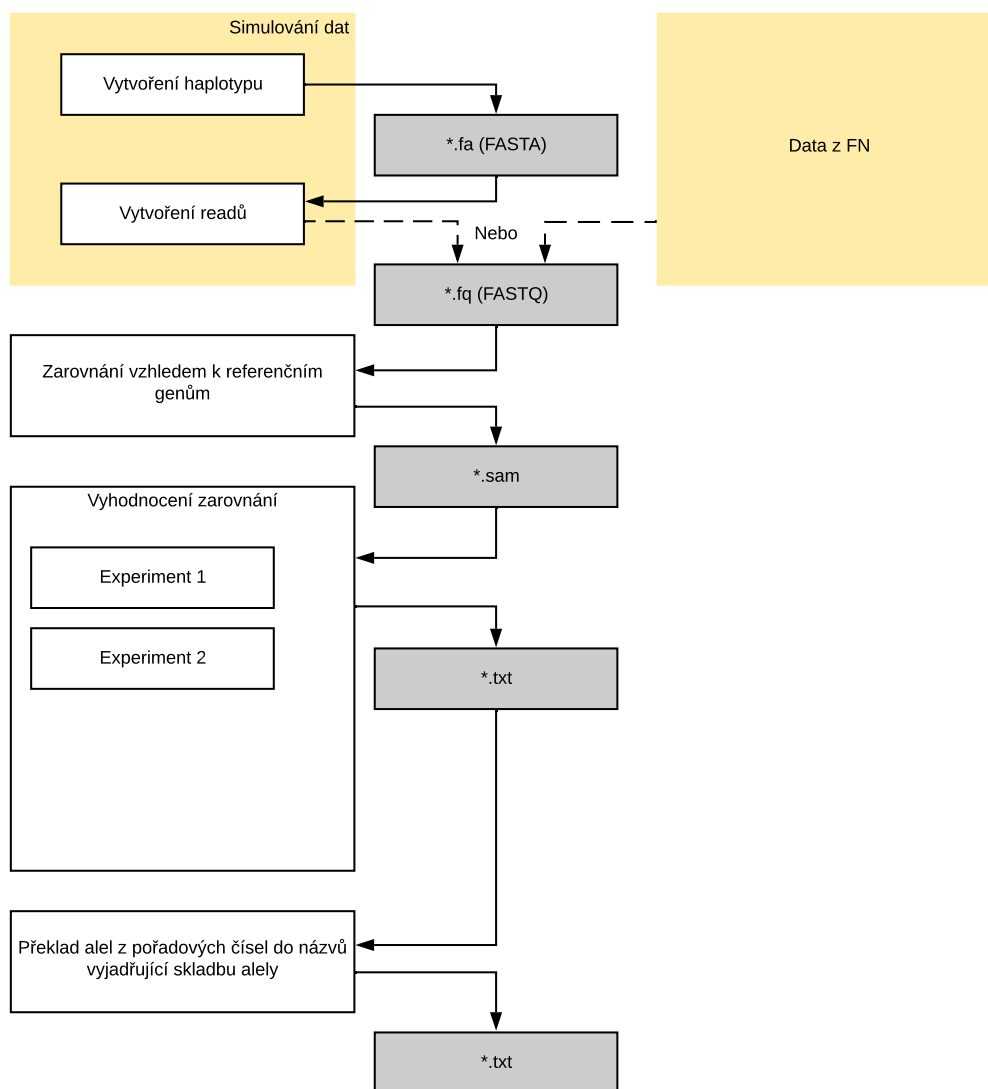 Simulování dat
Vytvoření haplotypu
*.fa (FASTA)
Data z FN
Vytvoření readů
Nebo
*.fq (FASTQ)
Zarovnání vzhledem k referenčním
genům
*.sam
Vyhodnocení zarovnání
Experiment 1
Experiment 2
*.txt
Překlad alel z pořadových čísel do názvů
vyjadřující skladbu alely
*.txt